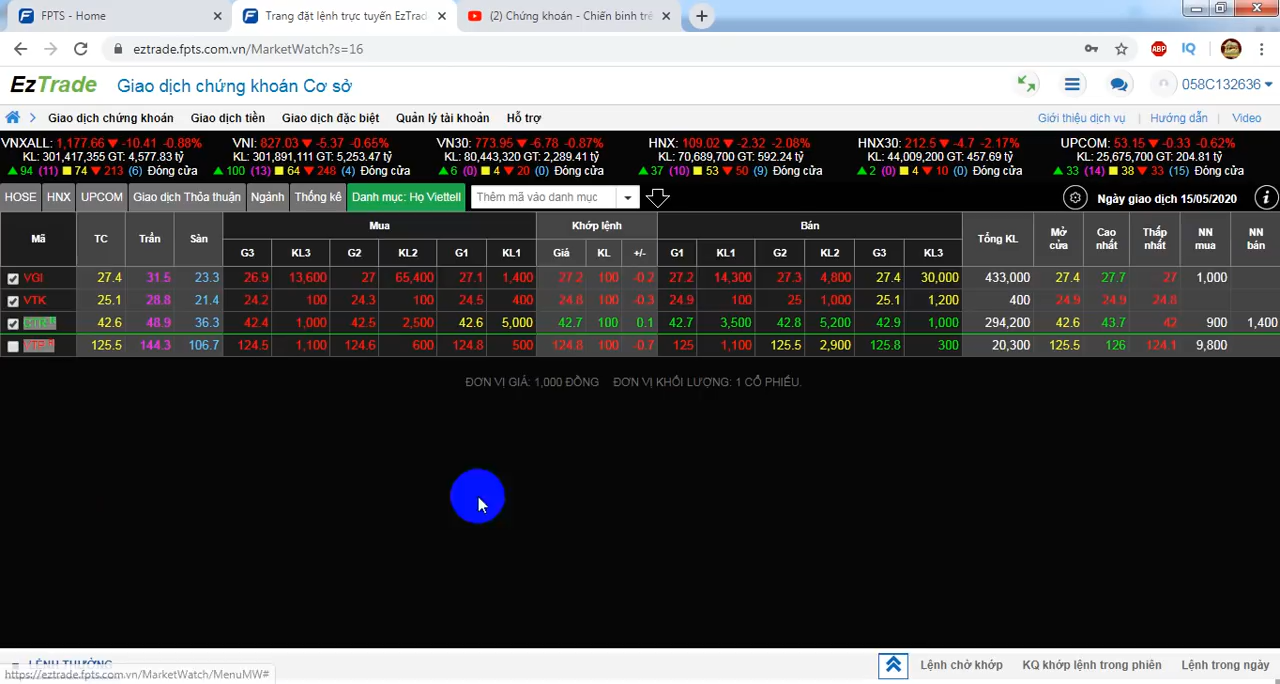 FPTS - Home
Trang đặt lệnh trực tuyến EzTrad
(2) Chứng khoán - Chiến binh trê
eztrade.fpts.com.vn/MarketWatch?s=16
ABP IQ
EzTrade Giao dịch chứng khoán Cơ sở 058C132636
Giao dịch chứng khoán Giao dịch tiền Giao dịch đặc biệt Quản lý tài khoản Hỗ trợ Giới thiệu dịch vụ | Hướng dẫn | Video
VNXALL: 1,177.66 -10.41 -0.88% VNI: 827.03 -5.37 -0.65% VN30: 773.95 -6.78 -0.87% HNX: 109.02 -2.32 -2.08% HNX30: 212.5 -4.7 -2.17% UPCOM: 53.15 -0.33 -0.62%
KL: 301,417,355 GT: 4,577.83 tỷ KL: 301,891,111 GT: 5,253.47 tỷ KL: 80,443,320 GT: 2,289.41 tỷ KL: 70,689,700 GT: 592.24 tỷ KL: 44,009,200 GT: 457.69 tỷ KL: 25,675,700 GT: 204.81 tỷ
94 (11) 74 213 (6) Đóng cửa 100 (13) 64 248 (4) Đóng cửa 6 (0) 4 20 (0) Đóng cửa 37 (10) 53 50 (9) Đóng cửa 2 (0) 4 10 (0) Đóng cửa 33 (14) 38 33 (15) Đóng cửa
HOSE HNX UPCOM Giao dịch Thỏa thuận Ngành Thống kê Danh mục: Họ Viettell Thêm mã vào danh mục Ngày giao dịch 15/05/2020
Mã TC Trần Sàn Mua Khớp lệnh Bán Tổng KL Mở cửa Cao nhất Thấp nhất NN mua NN bán
G3 KL3 G2 KL2 G1 KL1 Giá KL +/- G1 KL1 G2 KL2 G3 KL3
VGI 27.4 31.5 23.3 26.9 13,600 27 65,400 27.1 1,400 27.2 100 -0.2 27.2 14,300 27.3 4,800 27.4 30,000 433,000 27.4 27.7 27 1,000
VTK 25.1 28.8 21.4 24.2 100 24.3 100 24.5 400 24.8 100 -0.3 24.9 100 25 1,000 25.1 1,200 400 24.9 24.9 24.8
42.6 48.9 36.3 42.4 1,000 42.5 2,500 42.6 5,000 42.7 100 0.1 42.7 3,500 42.8 5,200 42.9 1,000 294,200 42.6 43.7 42 900 1,400
125.5 144.3 106.7 124.5 1,100 124.6 600 124.8 500 124.8 100 -0.7 125 1,100 125.5 2,900 125.8 300 20,300 125.5 126 124.1 9,800
ĐƠN VỊ GIÁ: 1,000 ĐỒNG ĐƠN VỊ KHỐI LƯỢNG: 1 CỔ PHIẾU.
LỆNH THƯỜNG Lệnh chờ khớp KQ khớp lệnh trong phiên Lệnh trong ngày
https://eztrade.fpts.com.vn/MarketWatch/MenuMW#